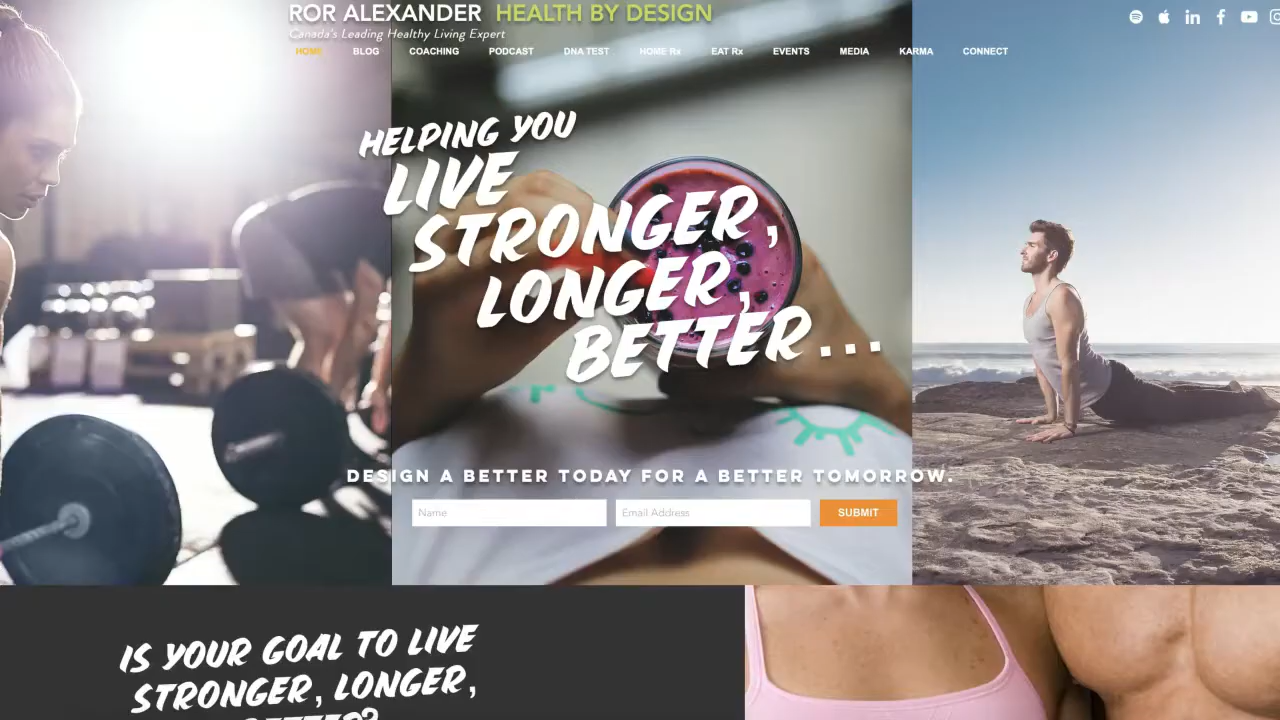 ROR ALEXANDER HEALTH BY DESIGN
Canada's Leading Healthy Living Expert
HOME BLOG COACHING PODCAST DNA TEST HOME Rx EAT Rx EVENTS MEDIA KARMA CONNECT
HELPING YOU
LIVE
STRONGER,
LONGER,
BETTER...
DESIGN A BETTER TODAY FOR A BETTER TOMORROW.
Name Email Address SUBMIT
IS YOUR GOAL TO LIVE
STRONGER, LONGER,
BETTER?